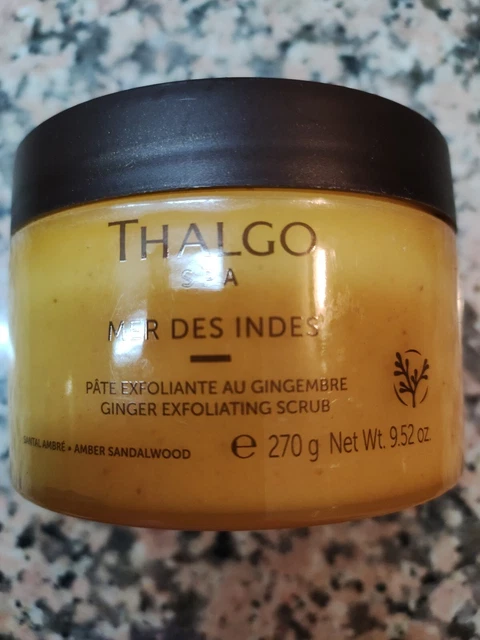 THALGO
SPA
MER DES INDES
PÂTE EXFOLIANTE AU GINGEMBRE
GINGER EXFOLIATING SCRUB
SANTAL AMBRÉ • AMBER SANDALWOOD
℮ 270 g Net Wt. 9.52 oz.